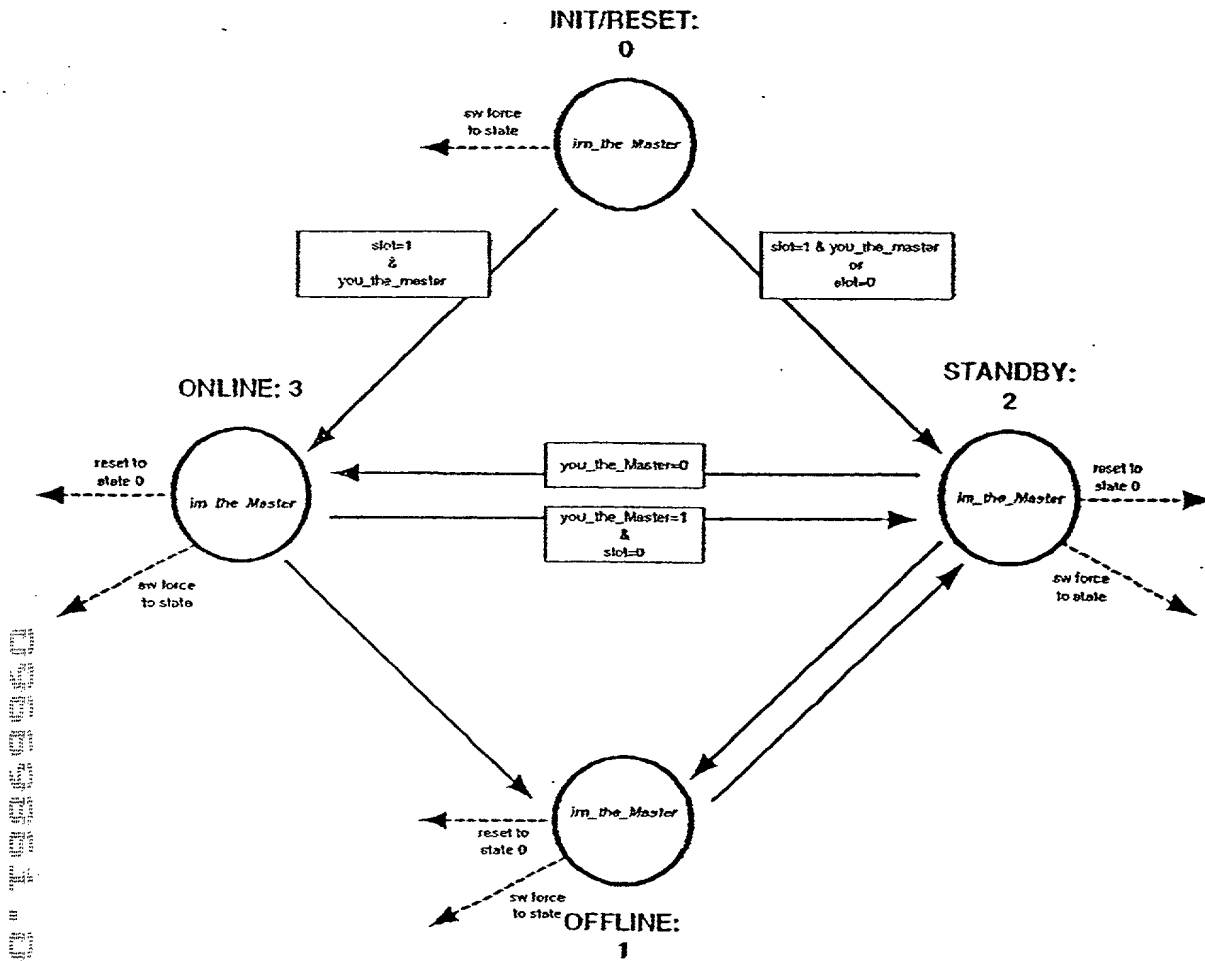 INIT/RESET:
0
sw force
to state
im_the_Master
slot=1
&
you_the_master
slot=1 & you_the_master
or
slot=0
ONLINE: 3
STANDBY:
2
reset to
state 0
im_the_Master
you_the_Master=0
you_the_Master=1
&
slot=0
im_the_Master
reset to
state 0
sw force
to state
sw force
to state
im_the_Master
reset to
state 0
sw force
to state
OFFLINE:
1